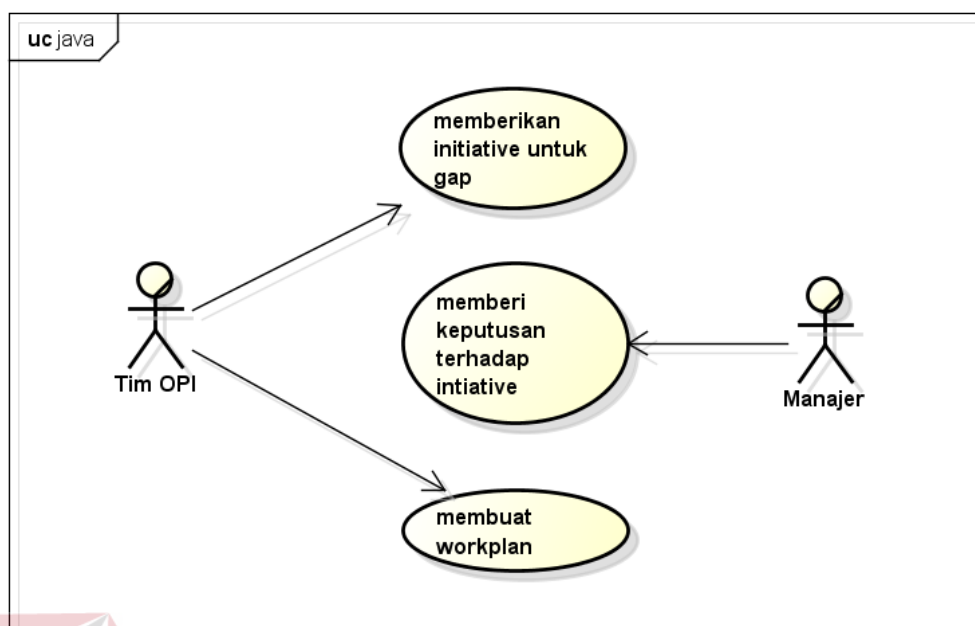 uc java
memberikan
initiative untuk
gap
memberi
keputusan
terhadap
intiative
Tim OPI
Manajer
membuat
workplan